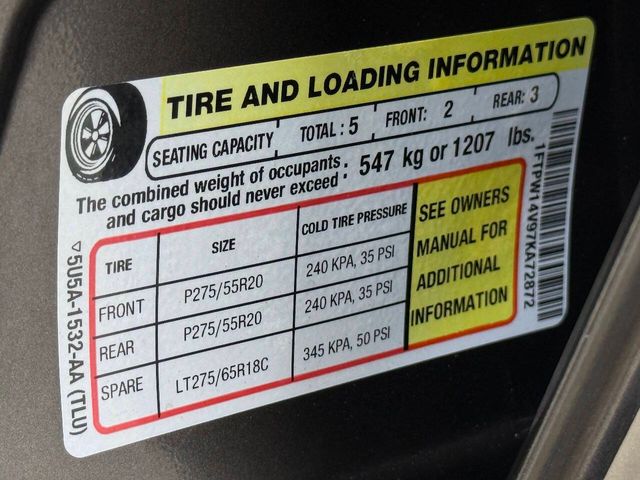 TIRE AND LOADING INFORMATION
SEATING CAPACITY TOTAL : 5 FRONT: 2 REAR: 3
The combined weight of occupants
and cargo should never exceed : 547 kg or 1207 lbs.
TIRE SIZE COLD TIRE PRESSURE
FRONT P275/55R20 240 KPA, 35 PSI
REAR P275/55R20 240 KPA, 35 PSI
SPARE LT275/65R18C 345 KPA, 50 PSI
SEE OWNERS
MANUAL FOR
ADDITIONAL
INFORMATION
5U5A-1532-AA (TLU)
1FTPW14V97KA72872